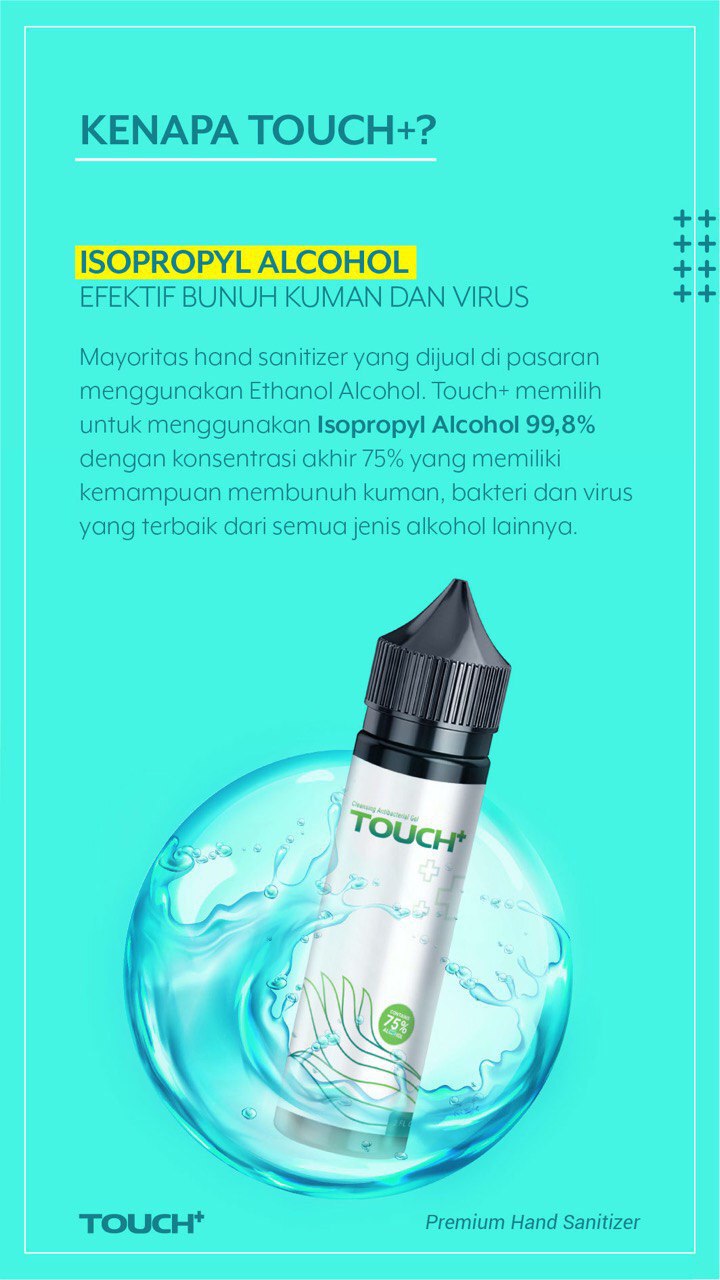 KENAPA TOUCH+?
ISOPROPYL ALCOHOL
EFEKTIF BUNUH KUMAN DAN VIRUS
Mayoritas hand sanitizer yang dijual di pasaran
menggunakan Ethanol Alcohol. Touch+ memilih
untuk menggunakan Isopropyl Alcohol 99,8%
dengan konsentrasi akhir 75% yang memiliki
kemampuan membunuh kuman, bakteri dan virus
yang terbaik dari semua jenis alkohol lainnya.
Cleansing Antibacterial Gel
TOUCH+
CONTAINS
75%
ALCOHOL
TOUCH+
Premium Hand Sanitizer